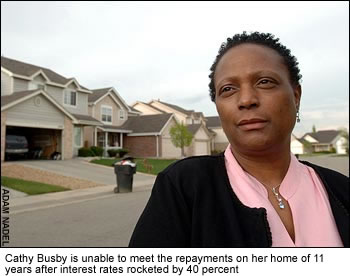 ADAM NADEL
Cathy Busby is unable to meet the repayments on her home of 11
years after interest rates rocketed by 40 percent